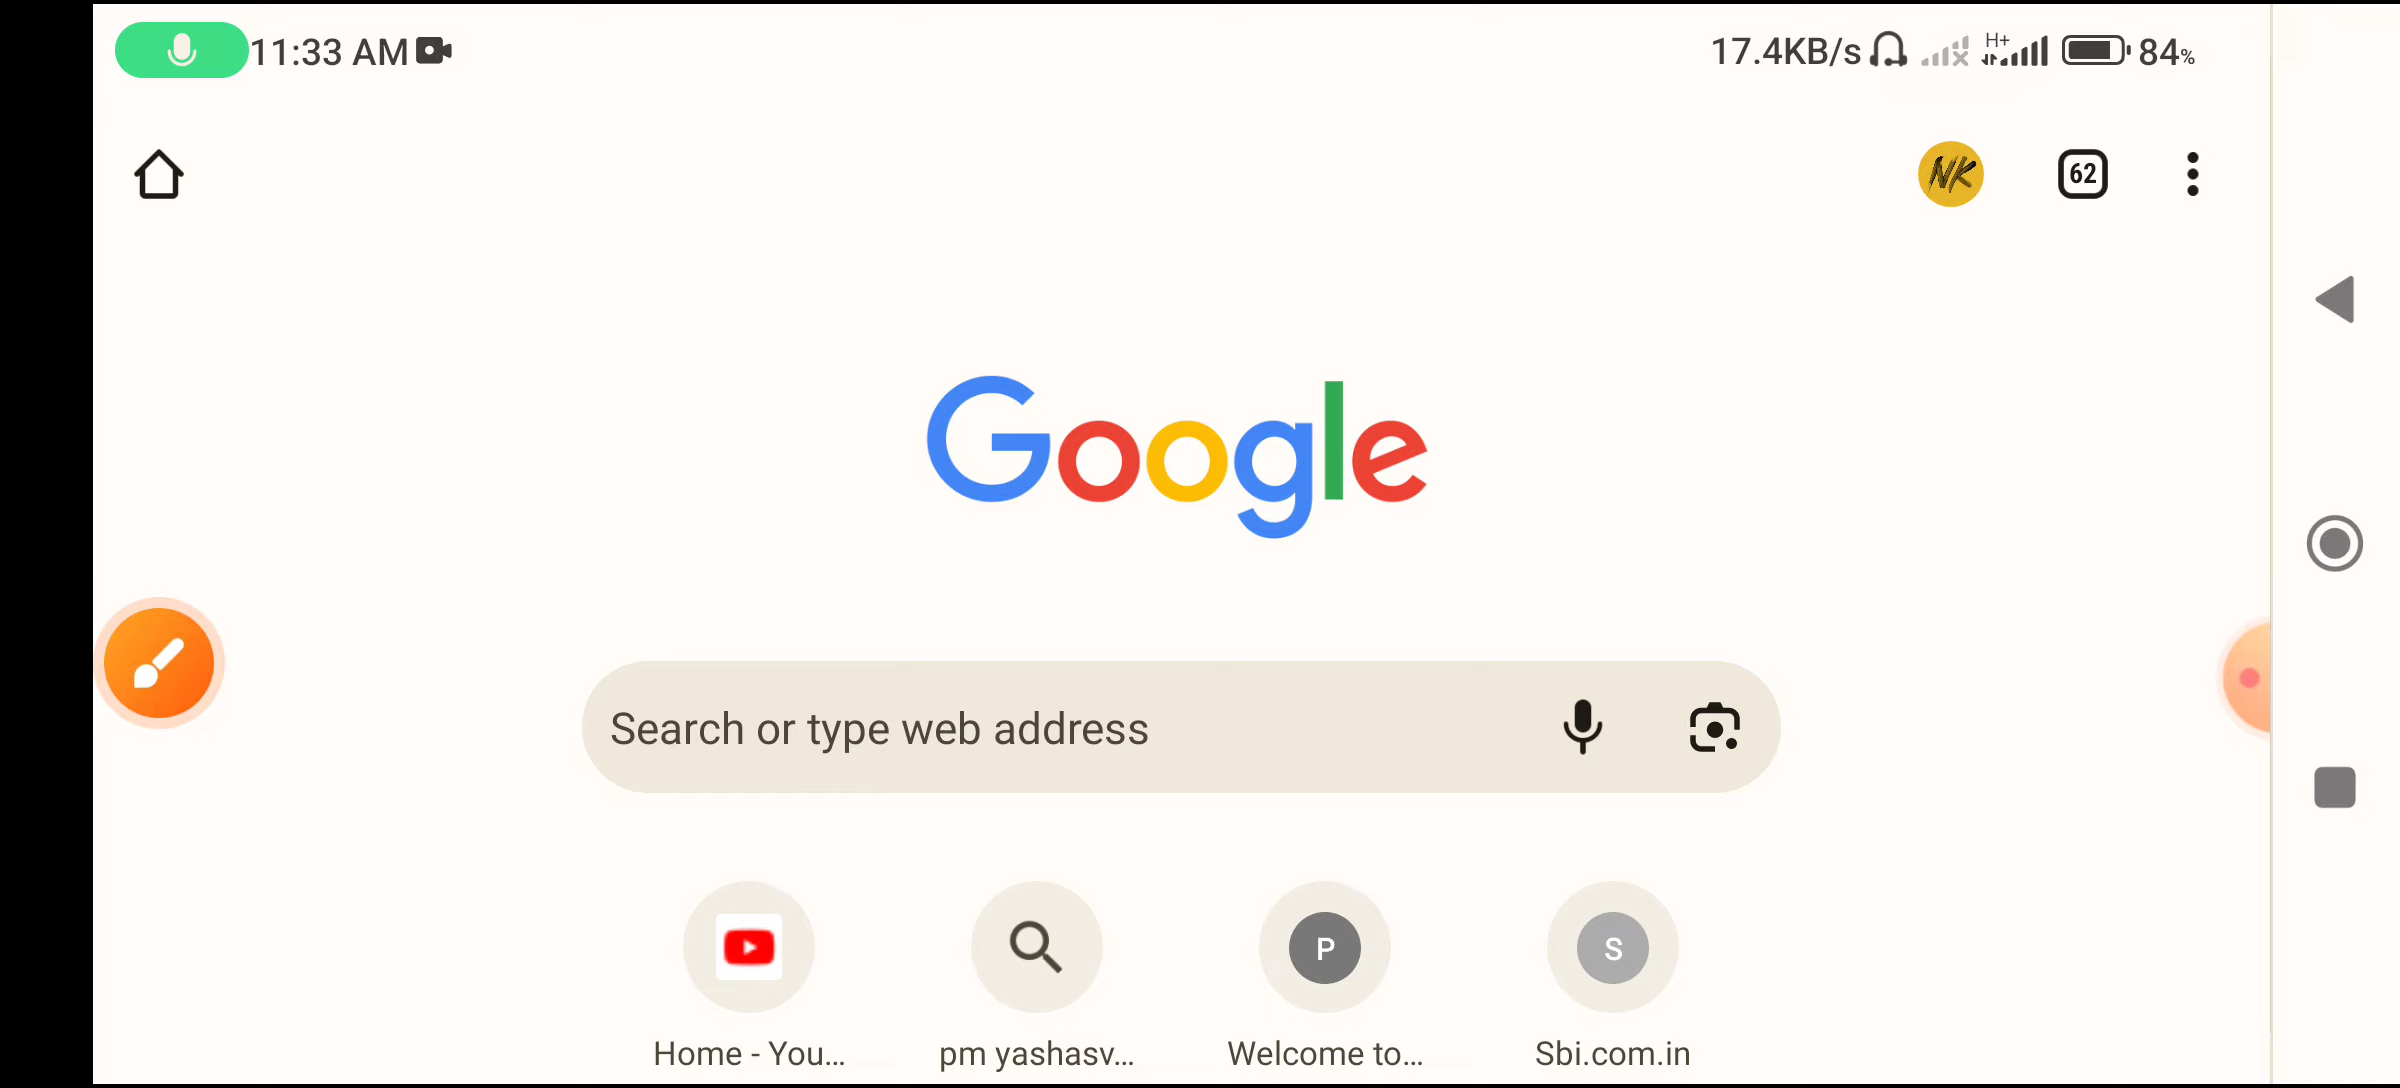 11:33 AM
17.4KB/s H+ 84%
NK 62
Google
Search or type web address
P S
Home - You... pm yashasv... Welcome to... Sbi.com.in